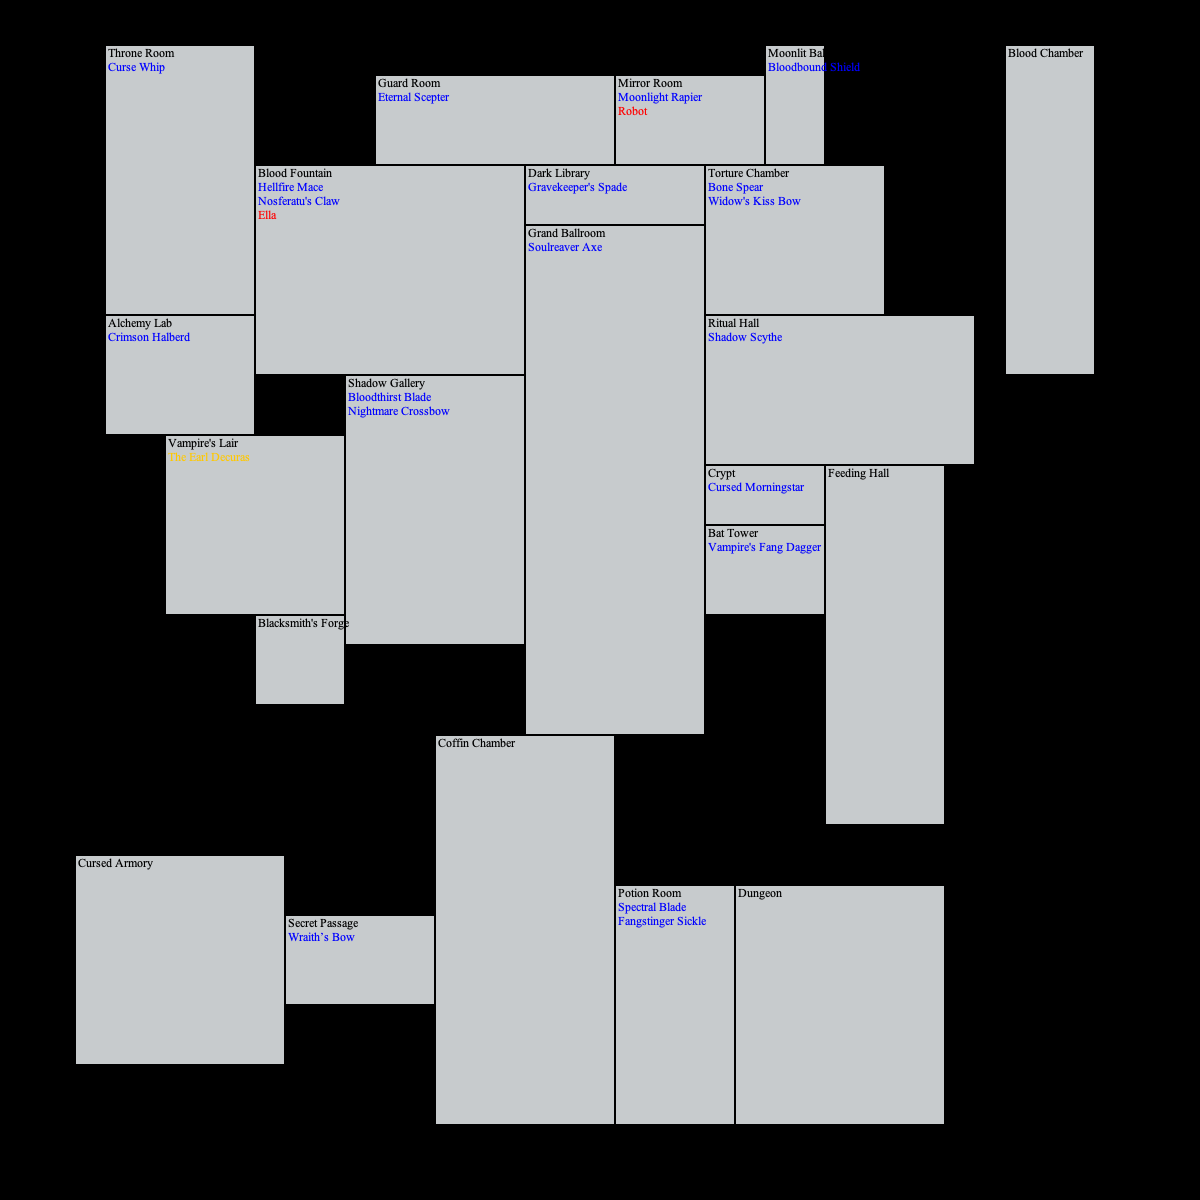 Throne Room
Curse Whip
Moonlit Bal
Bloodbound Shield
Blood Chamber
Guard Room
Eternal Scepter
Mirror Room
Moonlight Rapier
Robot
Blood Fountain
Hellfire Mace
Nosferatu's Claw
Ella
Dark Library
Gravekeeper's Spade
Torture Chamber
Bone Spear
Widow's Kiss Bow
Grand Ballroom
Soulreaver Axe
Alchemy Lab
Crimson Halberd
Ritual Hall
Shadow Scythe
Shadow Gallery
Bloodthirst Blade
Nightmare Crossbow
Vampire's Lair
The Earl Documa
Crypt
Cursed Morningstar
Feeding Hall
Bat Tower
Vampire's Fang Dagger
Blacksmith's Forge
Coffin Chamber
Cursed Armory
Secret Passage
Wraith’s Bow
Potion Room
Spectral Blade
Fangstinger Sickle
Dungeon